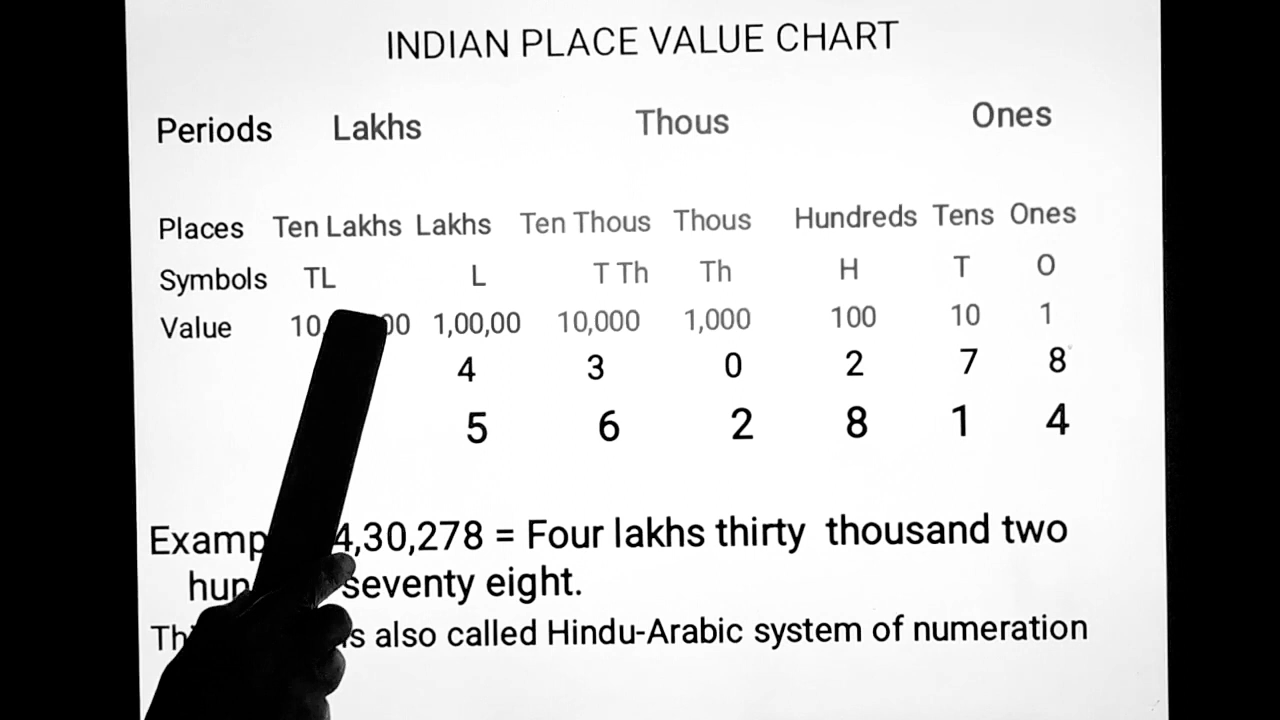 INDIAN PLACE VALUE CHART
Periods Lakhs Thous Ones
Places Ten Lakhs Lakhs Ten Thous Thous Hundreds Tens Ones
Symbols TL L T Th Th H T O
Value 1,00,00 10,000 1,000 100 10 1
4 3 0 2 7 8
5 6 2 8 1 4
4,30,278 = Four lakhs thirty thousand two
seventy eight.
also called Hindu-Arabic system of numeration